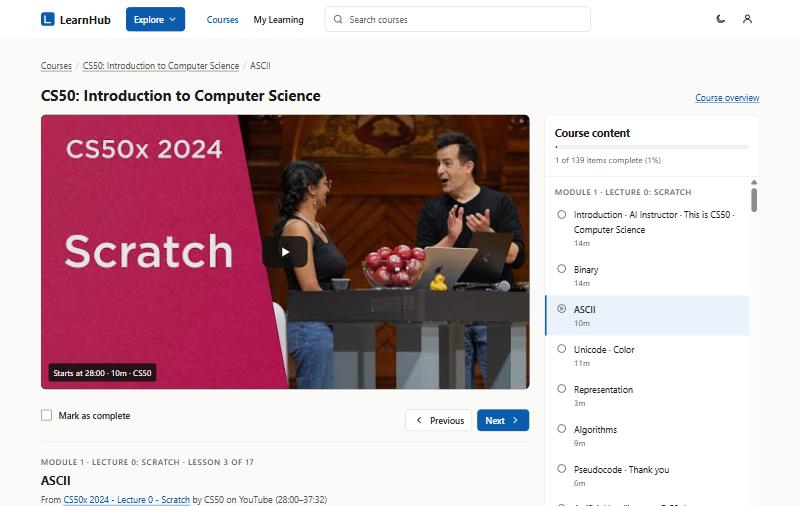 LearnHub
Explore
Courses
My Learning
Search courses
Courses / CS50: Introduction to Computer Science / ASCII
CS50: Introduction to Computer Science
Course overview
CS50x 2024
Scratch
Starts at 28:00 · 10m · CS50
Mark as complete
Previous
Next
MODULE 1 · LECTURE 0: SCRATCH · LESSON 3 OF 17
ASCII
From CS50x 2024 - Lecture 0 - Scratch by CS50 on YouTube (28:00–37:32)
Course content
1 of 139 items complete (1%)
MODULE 1 · LECTURE 0: SCRATCH
Introduction · AI Instructor · This is CS50 ·
Computer Science
14m
Binary
14m
ASCII
10m
Unicode · Color
11m
Representation
3m
Algorithms
9m
Pseudocode · Thank you
6m